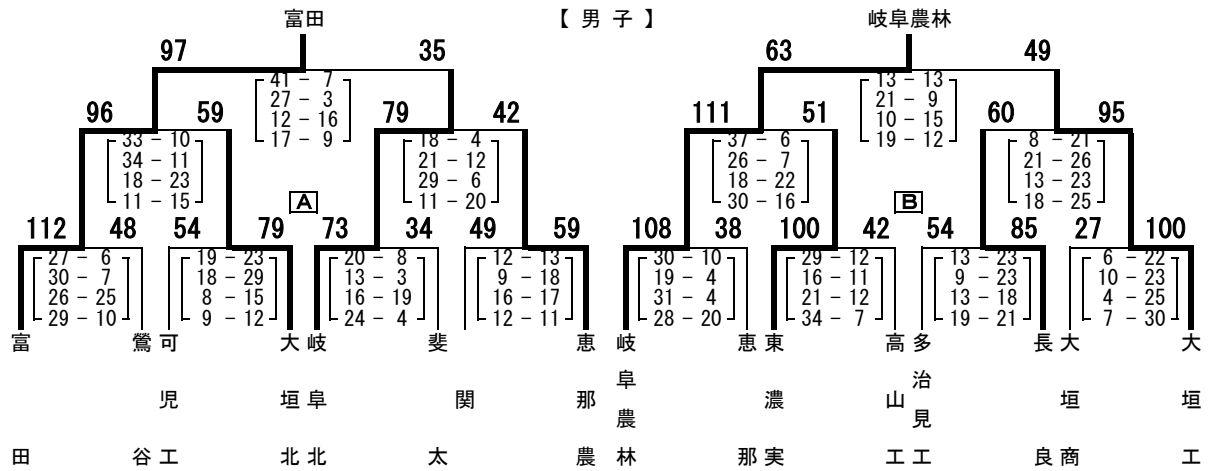 富田 【 男 子 】 岐阜農林
97 35 63 49
41 - 7 13 - 13
27 - 3 21 - 9
12 - 16 10 - 15
17 - 9 19 - 12
96 59 79 42 111 51 60 95
33 - 10 18 - 4 37 - 6 8 - 21
34 - 11 21 - 12 26 - 7 21 - 26
18 - 23 29 - 6 18 - 22 13 - 23
11 - 15 11 - 20 30 - 16 18 - 25
A B
112 48 54 79 73 34 49 59 108 38 100 42 54 85 27 100
27 - 6 19 - 23 20 - 8 12 - 13 30 - 10 29 - 12 13 - 23 6 - 22
30 - 7 18 - 29 13 - 3 9 - 18 19 - 4 16 - 11 9 - 23 10 - 23
26 - 25 8 - 15 16 - 19 16 - 17 31 - 4 21 - 12 13 - 18 4 - 25
29 - 10 9 - 12 24 - 4 12 - 11 28 - 20 34 - 7 19 - 21 7 - 30
富田
鶯谷
可児工
大垣北
岐阜北
斐太
関
恵那農
岐阜農林
恵那
東濃実
高山工
多治見工
長良
大垣商
大垣工